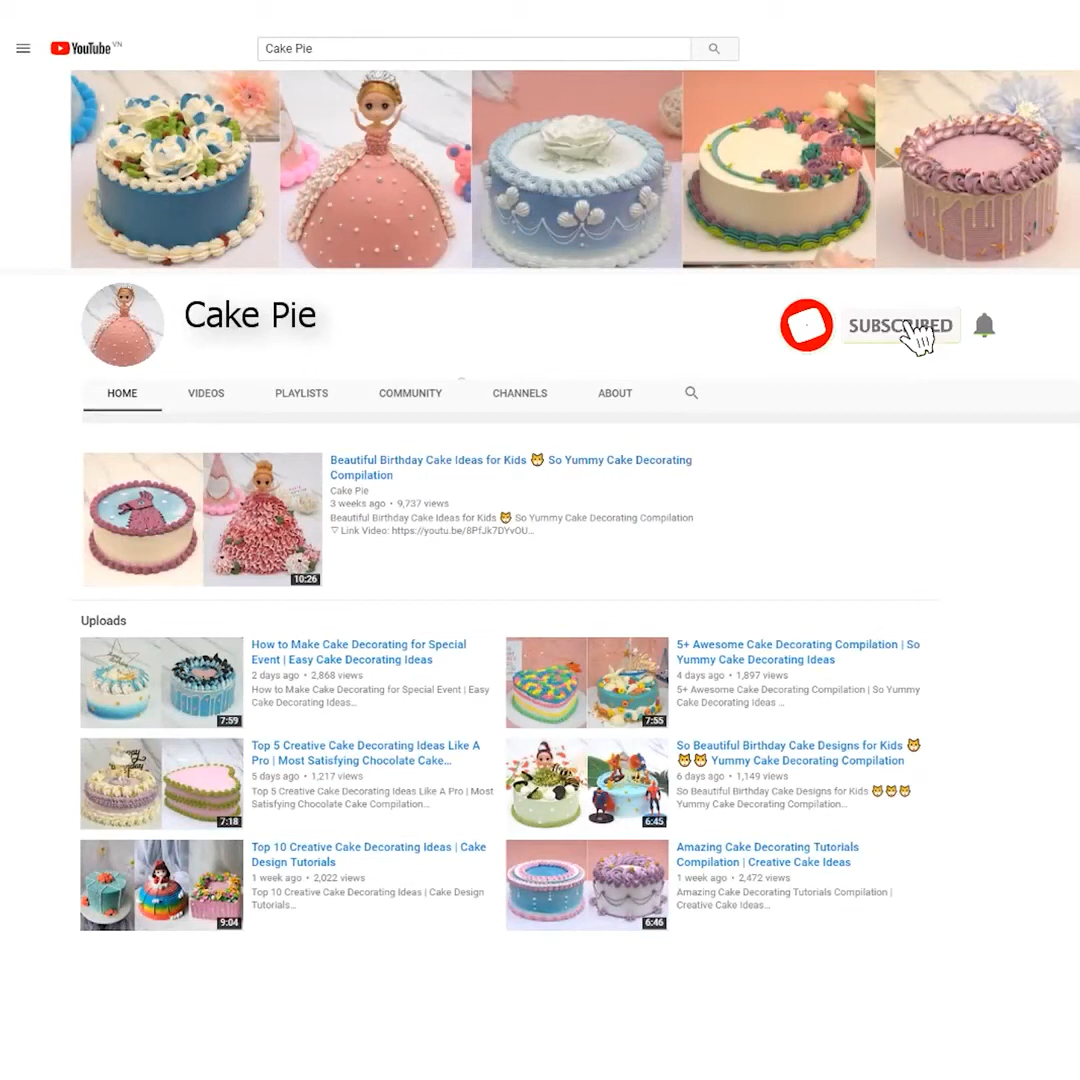 YouTube VN
Cake Pie
Cake Pie
SUBSCRIBED
HOME VIDEOS PLAYLISTS COMMUNITY CHANNELS ABOUT
Beautiful Birthday Cake Ideas for Kids 🐱 So Yummy Cake Decorating
Compilation
Cake Pie
3 weeks ago • 9,737 views
Beautiful Birthday Cake Ideas for Kids 🐱 So Yummy Cake Decorating Compilation
▽ Link Video: https://youtu.be/8PfJk7DYvOU...
10:26
Uploads
How to Make Cake Decorating for Special
Event | Easy Cake Decorating Ideas
2 days ago • 2,868 views
How to Make Cake Decorating for Special Event | Easy
Cake Decorating Ideas...
7:59
5+ Awesome Cake Decorating Compilation | So
Yummy Cake Decorating Ideas
4 days ago • 1,897 views
5+ Awesome Cake Decorating Compilation | So Yummy
Cake Decorating Ideas ...
7:55
Top 5 Creative Cake Decorating Ideas Like A
Pro | Most Satisfying Chocolate Cake...
5 days ago • 1,217 views
Top 5 Creative Cake Decorating Ideas Like A Pro | Most
Satisfying Chocolate Cake Compilation...
7:18
So Beautiful Birthday Cake Designs for Kids 🐱
🐱🐱 Yummy Cake Decorating Compilation
6 days ago • 1,149 views
So Beautiful Birthday Cake Designs for Kids 🐱🐱🐱
Yummy Cake Decorating Compilation...
6:45
Top 10 Creative Cake Decorating Ideas | Cake
Design Tutorials
1 week ago • 2,022 views
Top 10 Creative Cake Decorating Ideas | Cake Design
Tutorials...
9:04
Amazing Cake Decorating Tutorials
Compilation | Creative Cake Ideas
1 week ago • 2,472 views
Amazing Cake Decorating Tutorials Compilation |
Creative Cake Ideas...
6:46